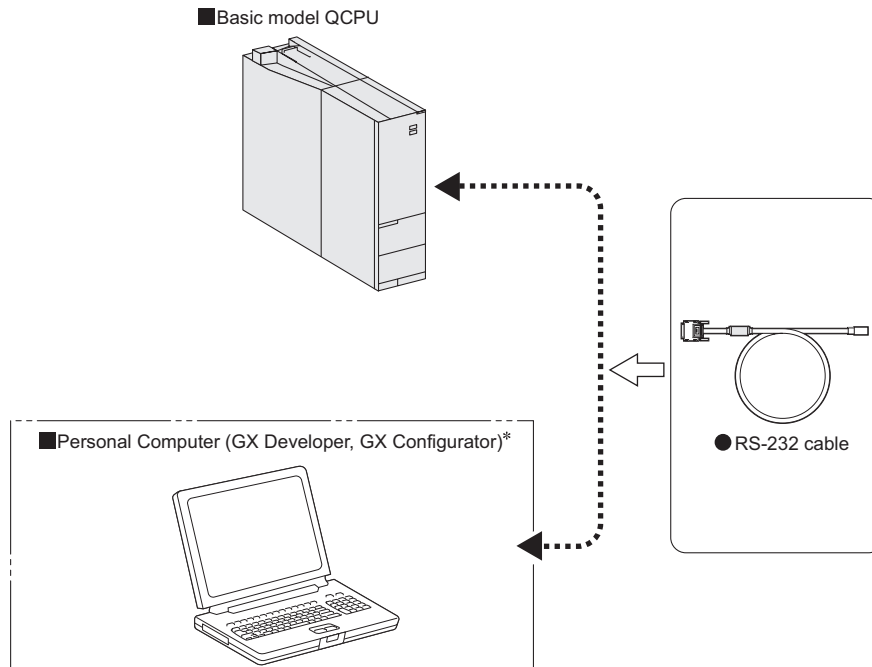 ■Basic model QCPU
●RS-232 cable
■Personal Computer (GX Developer, GX Configurator)*